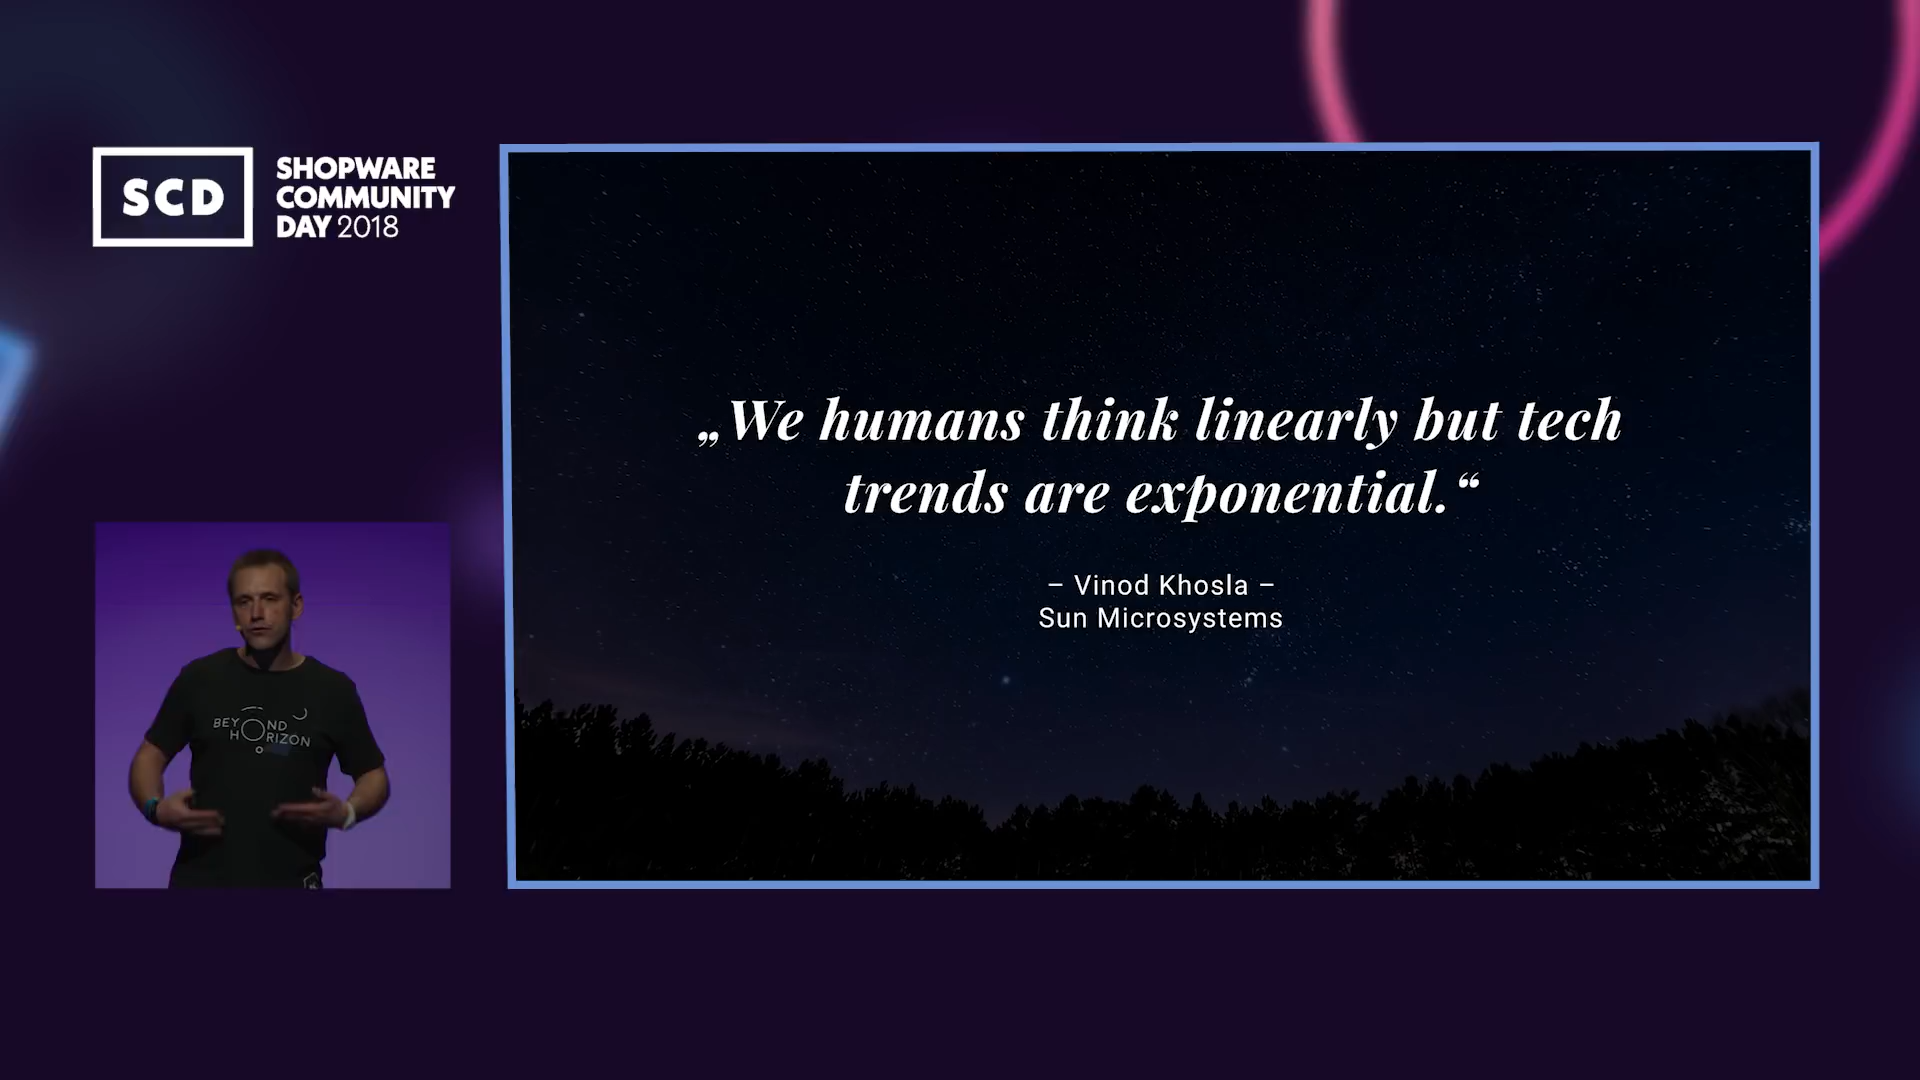 SCD
SHOPWARE
COMMUNITY
DAY 2018
„We humans think linearly but tech
trends are exponential.“
– Vinod Khosla –
Sun Microsystems
BEYOND
HORIZON